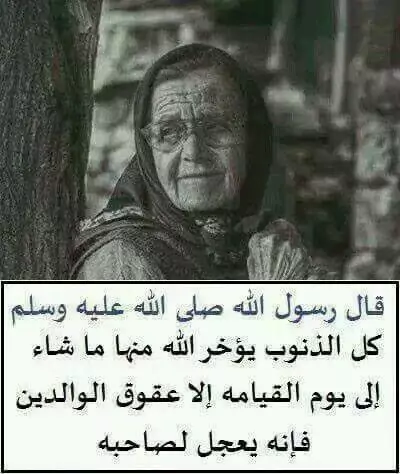 قال رسول الله صلى الله عليه وسلم
كل الذنوب يؤخر الله منها ما شاء
إلى يوم القيامه إلا عقوق الوالدين
فإنه يعجل لصاحبه